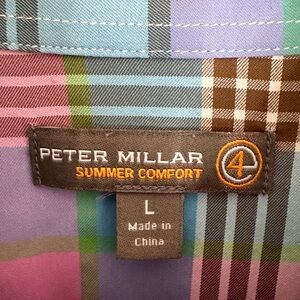 PETER MILLAR
SUMMER COMFORT
4
L
Made in
China